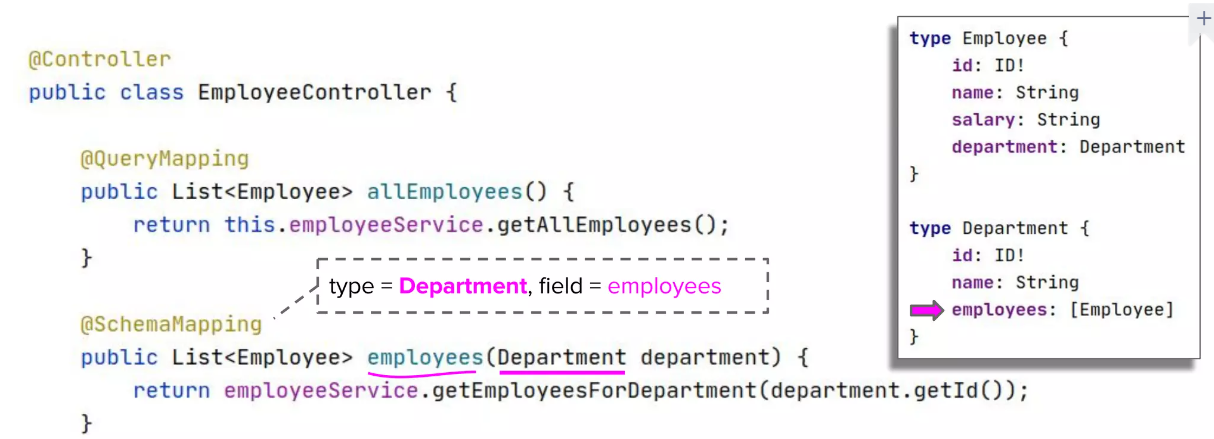 @Controller
public class EmployeeController {
@QueryMapping
public List<Employee> allEmployees() {
return this.employeeService.getAllEmployees();
}
type = Department, field = employees
@SchemaMapping
public List<Employee> employees(Department department) {
return employeeService.getEmployeesForDepartment(department.getId());
}
type Employee {
id: ID!
name: String
salary: String
department: Department
}
type Department {
id: ID!
name: String
employees: [Employee]
}
+